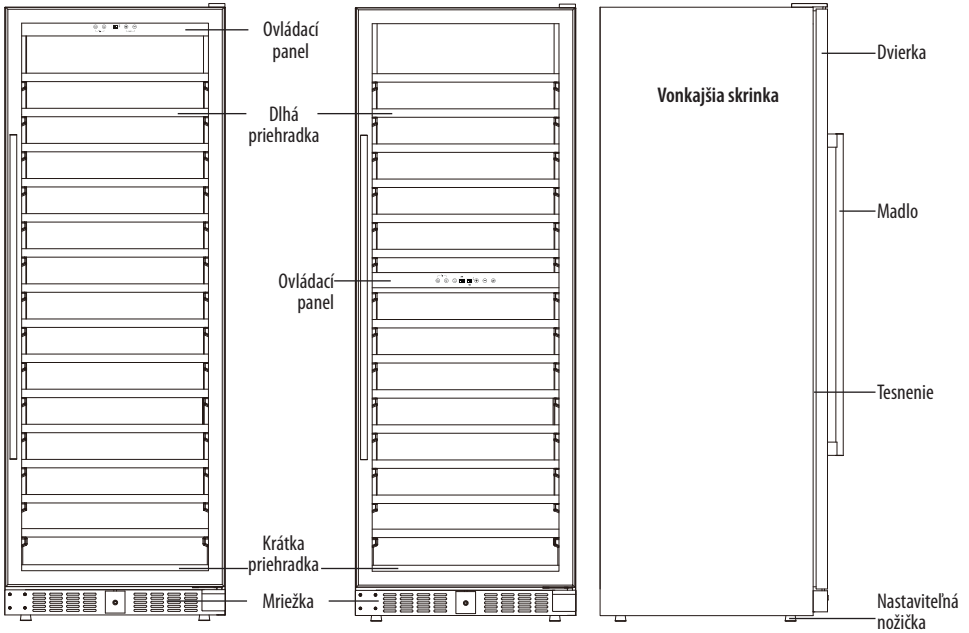 Ovládací
panel
Dlhá
priehradka
Ovládací
panel
Krátka
priehradka
Mriežka
Vonkajšia skrinka
Dvierka
Madlo
Tesnenie
Nastaviteľná
nožička